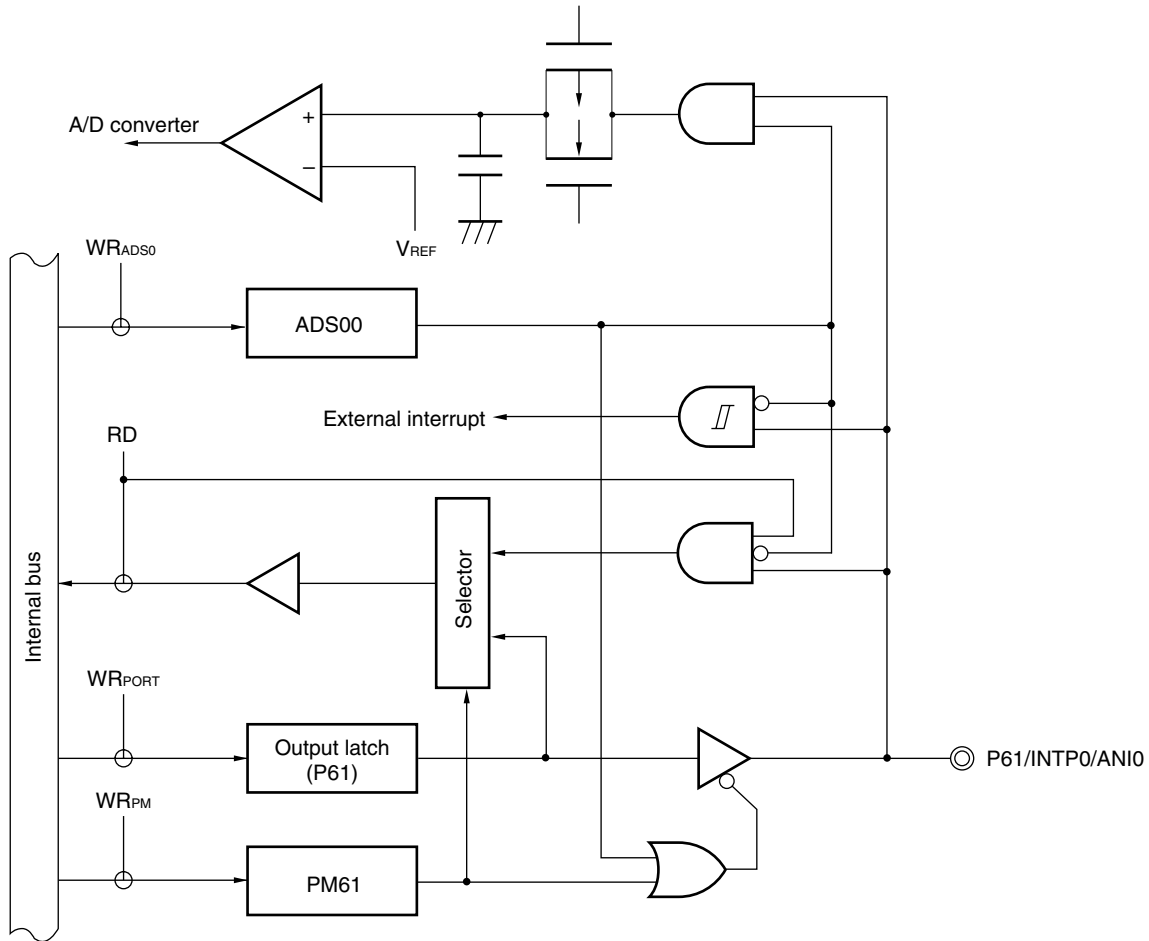 A/D converter
+
−
VREF
WRADS0
ADS00
External interrupt
RD
Selector
Internal bus
WRPORT
Output latch
(P61)
P61/INTP0/ANI0
WRPM
PM61